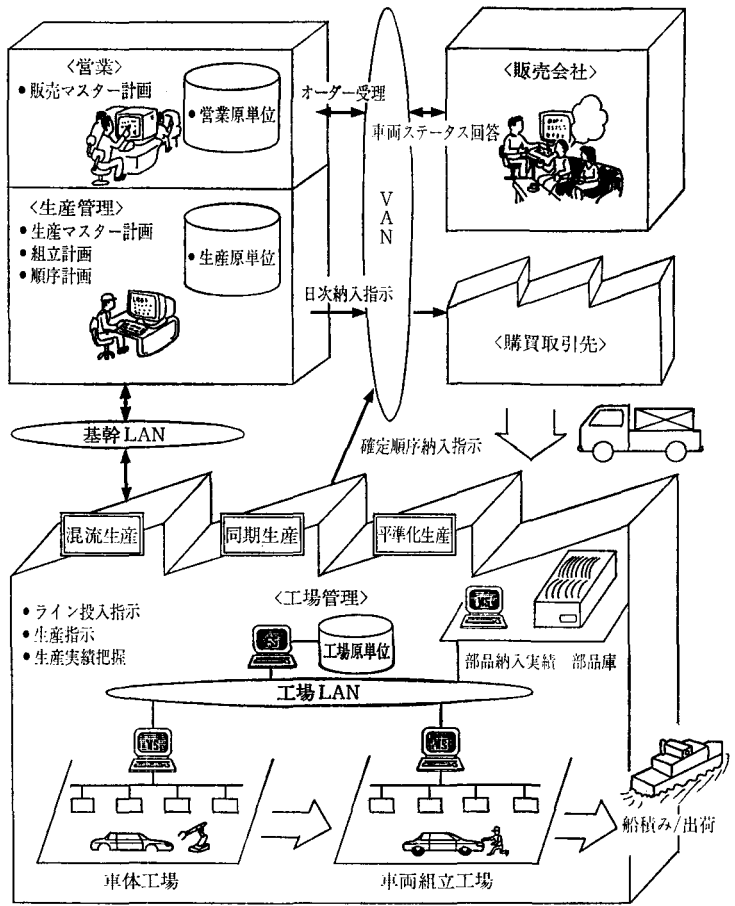 〈営業〉
● 販売マスター計画
● 営業原単位
オーダー受理
車両ステータス回答
〈販売会社〉
VAN
〈生産管理〉
● 生産マスター計画
● 組立計画
● 順序計画
● 生産原単位
日次納入指示
〈購買取引先〉
基幹LAN
確定順序納入指示
混流生産
同期生産
平準化生産
● ライン投入指示
● 生産指示
● 生産実績把握
〈工場管理〉
工場原単位
部品納入実績 部品庫
工場LAN
車体工場
車両組立工場
船積み/出荷